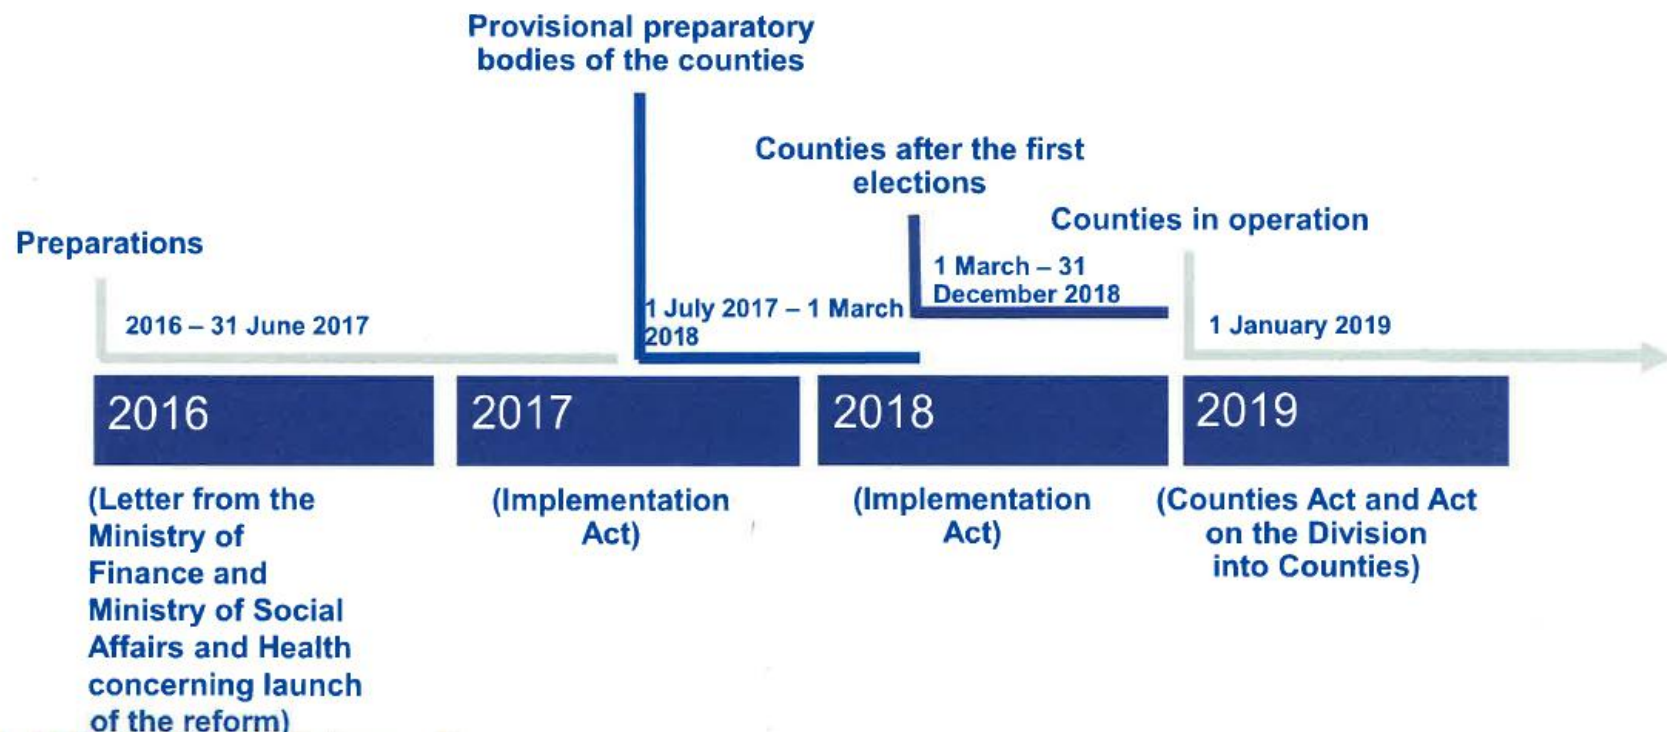 Provisional preparatory
bodies of the counties
Counties after the first
elections
Counties in operation
Preparations
1 March – 31
December 2018
1 July 2017 – 1 March
2018
2016 – 31 June 2017
1 January 2019
2016
2017
2018
2019
(Letter from the
Ministry of
Finance and
Ministry of Social
Affairs and Health
concerning launch
of the reform)
(Implementation
Act)
(Implementation
Act)
(Counties Act and Act
on the Division
into Counties)